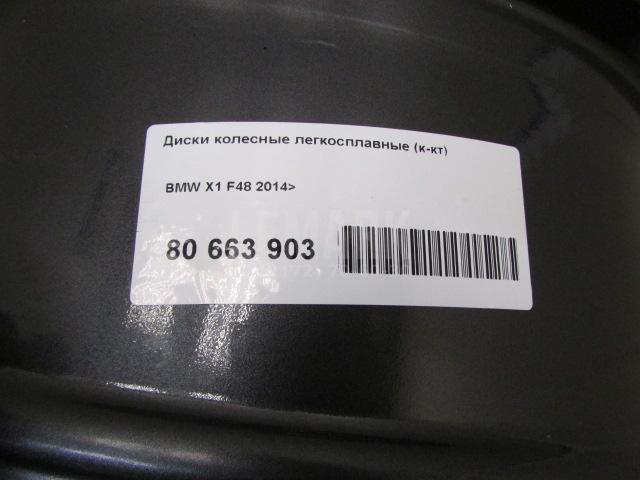 Диски колесные легкосплавные (к-кт)
BMW X1 F48 2014>
80 663 903